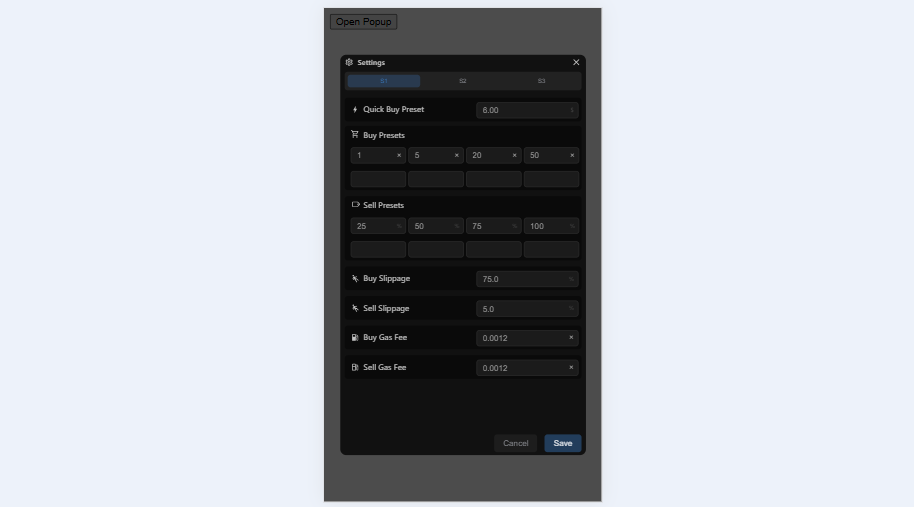 Open Popup
Settings
S1 S2 S3
Quick Buy Preset 6.00
Buy Presets
1 × 5 × 20 × 50 ×
Sell Presets
25 % 50 % 75 % 100 %
Buy Slippage 75.0 %
Sell Slippage 5.0 %
Buy Gas Fee 0.0012 ×
Sell Gas Fee 0.0012 ×
Cancel Save